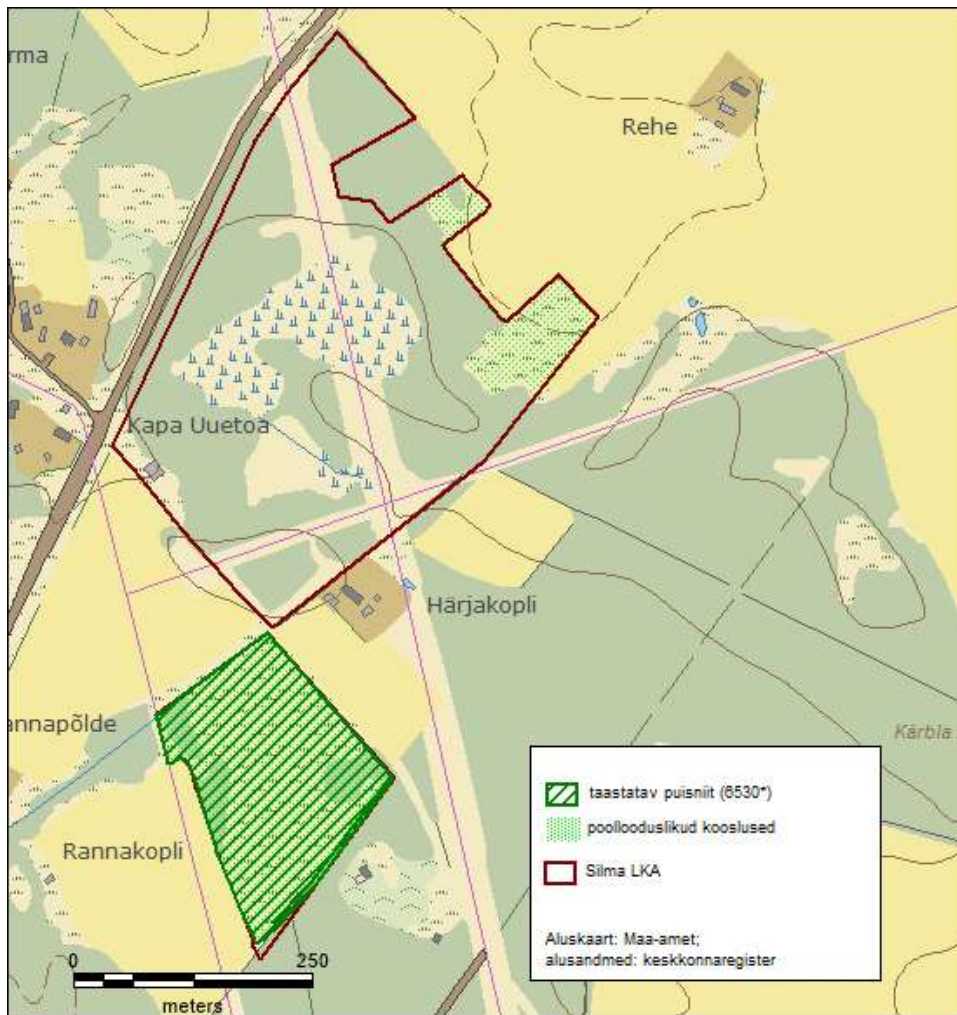 rma
Rehe
Kapa Uuetoa
Härjakopli
annapõlde
Kärbla
Rannakopli
taastatav puisniit (6530*)
poollooduslikud kooslused
Silma LKA
Aluskaart: Maa-amet;
alusandmed: keskkonnaregister
0 250
meters